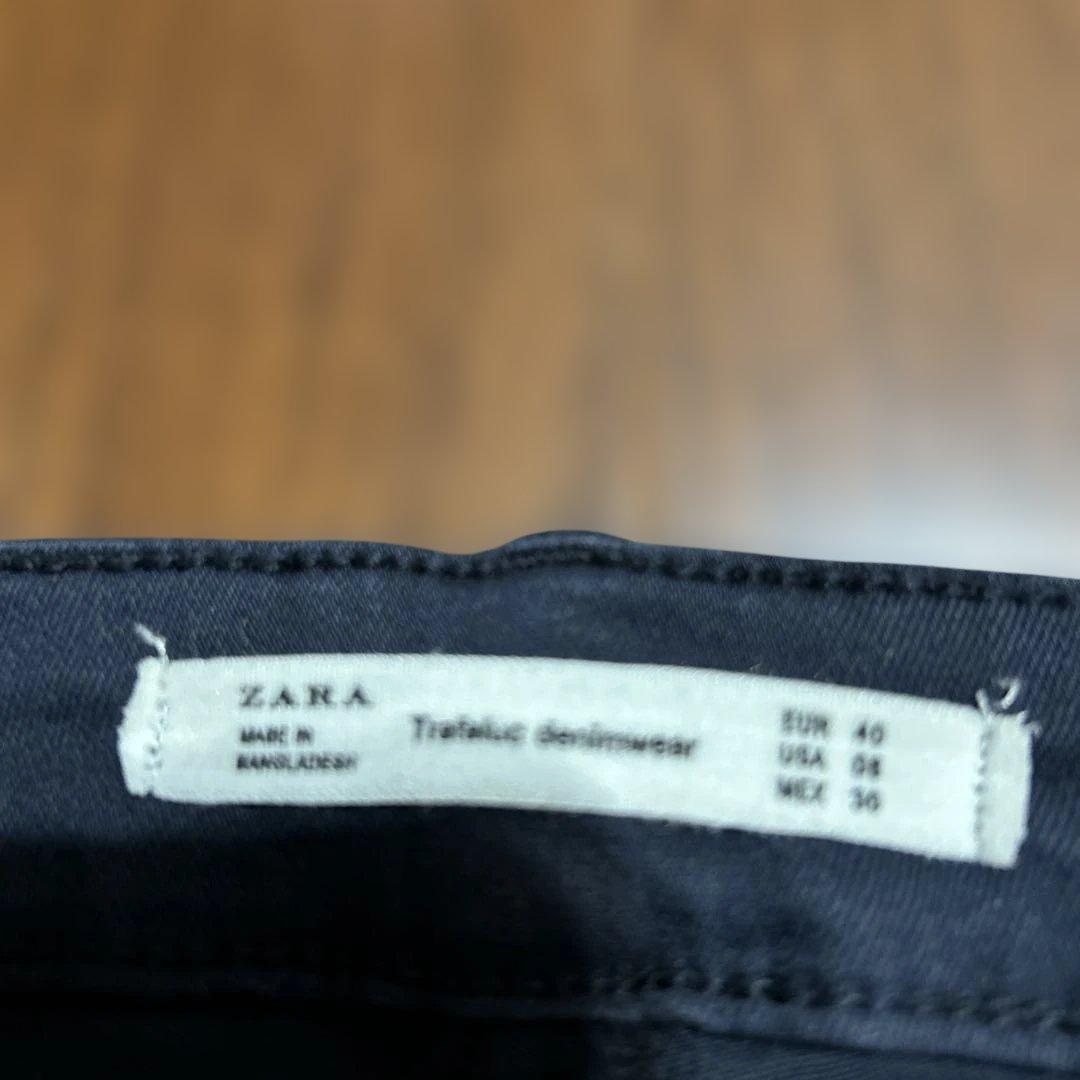 ZARA
MADE IN
BANGLADESH
Trafaluc denimwear
EUR 40
USA 08
MEX 30